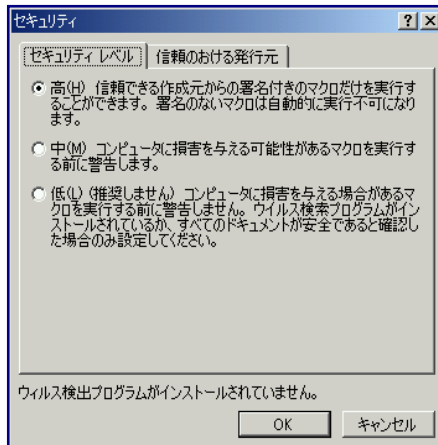 セキュリティ
セキュリティ レベル 信頼のおける発行元
高(H) 信頼できる作成元からの署名付きのマクロだけを実行す
ることができます。署名のないマクロは自動的に実行不可になり
ます。
中(M) コンピュータに損害を与える可能性があるマクロを実行す
る前に警告します。
低(L) (推奨しません) コンピュータに損害を与える場合があるマ
クロを実行する前に警告しません。ウイルス検索プログラムがイン
ストールされているか、すべてのドキュメントが安全であると確認し
た場合のみ設定してください。
ウィルス検出プログラムがインストールされていません。
OK キャンセル